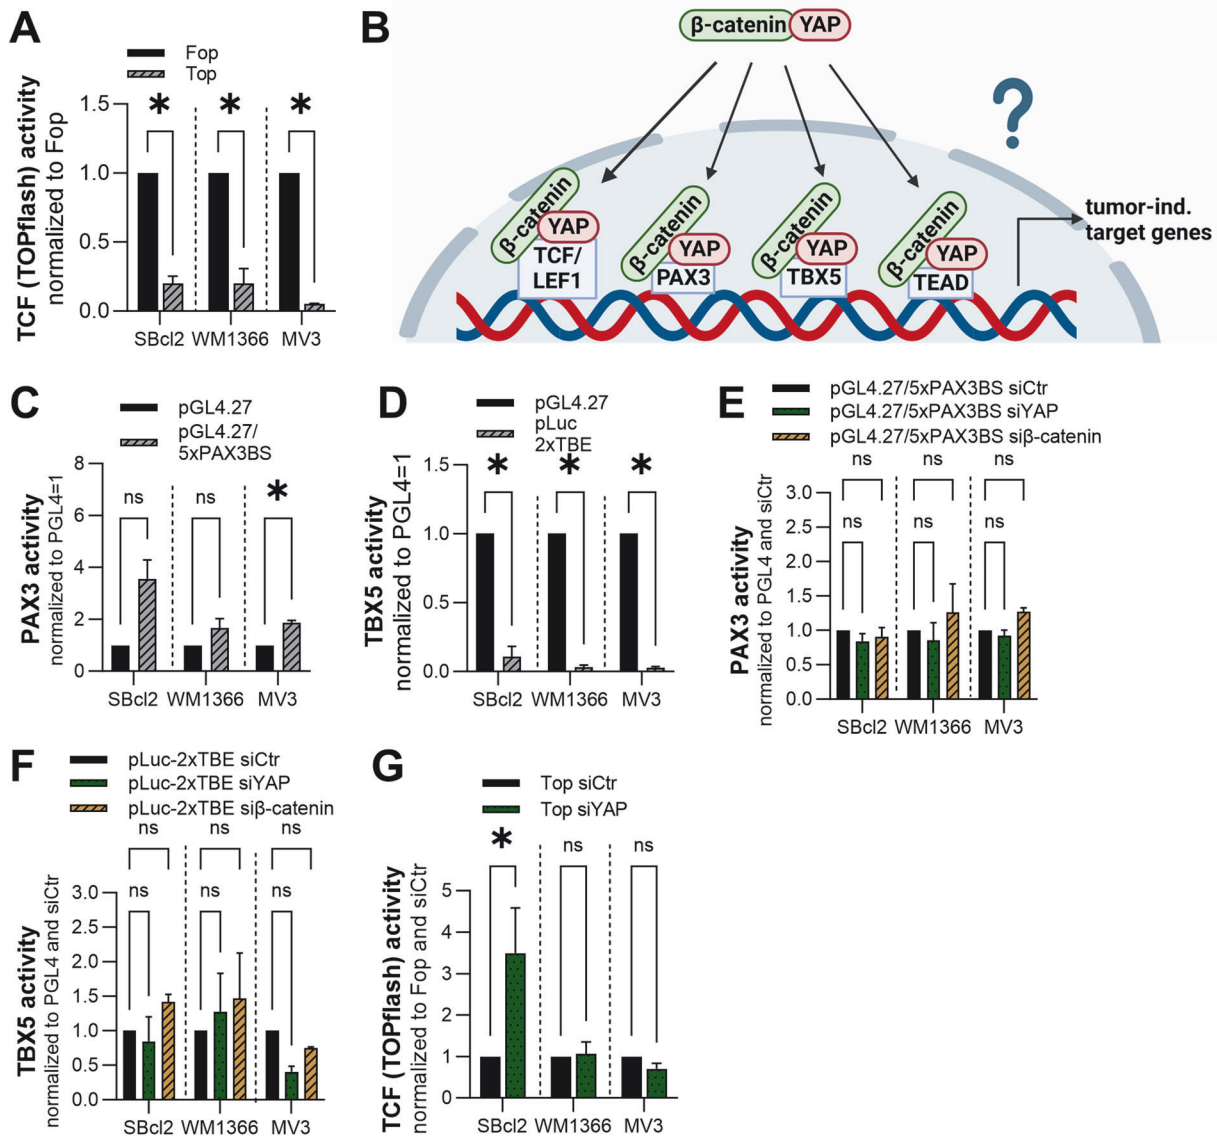 A
Fop
Top
TCF (TOPflash) activity
normalized to Fop
1.5
1.0
0.5
0.0
*
*
*
SBcl2 WM1366 MV3
B
β-catenin YAP
?
β-catenin
YAP
TCF/
LEF1
β-catenin
YAP
PAX3
β-catenin
YAP
TBX5
β-catenin
YAP
TEAD
tumor-ind.
target genes
C
pGL4.27
pGL4.27/
5xPAX3BS
PAX3 activity
normalized to PGL4=1
8
6
4
2
0
ns
ns
*
SBcl2 WM1366 MV3
D
pGL4.27
pLuc
2xTBE
TBX5 activity
normalized to PGL4=1
1.5
1.0
0.5
0.0
*
*
*
SBcl2 WM1366 MV3
E
pGL4.27/5xPAX3BS siCtr
pGL4.27/5xPAX3BS siYAP
pGL4.27/5xPAX3BS siβ-catenin
PAX3 activity
normalized to PGL4 and siCtr
3.0
2.5
2.0
1.5
1.0
0.5
0.0
ns
ns
ns
ns
ns
ns
SBcl2 WM1366 MV3
F
pLuc-2xTBE siCtr
pLuc-2xTBE siYAP
pLuc-2xTBE siβ-catenin
TBX5 activity
normalized to PGL4 and siCtr
3.0
2.5
2.0
1.5
1.0
0.5
0.0
ns
ns
ns
ns
ns
ns
SBcl2 WM1366 MV3
G
Top siCtr
Top siYAP
TCF (TOPflash) activity
normalized to Fop and siCtr
5
4
3
2
1
0
*
ns
ns
SBcl2 WM1366 MV3